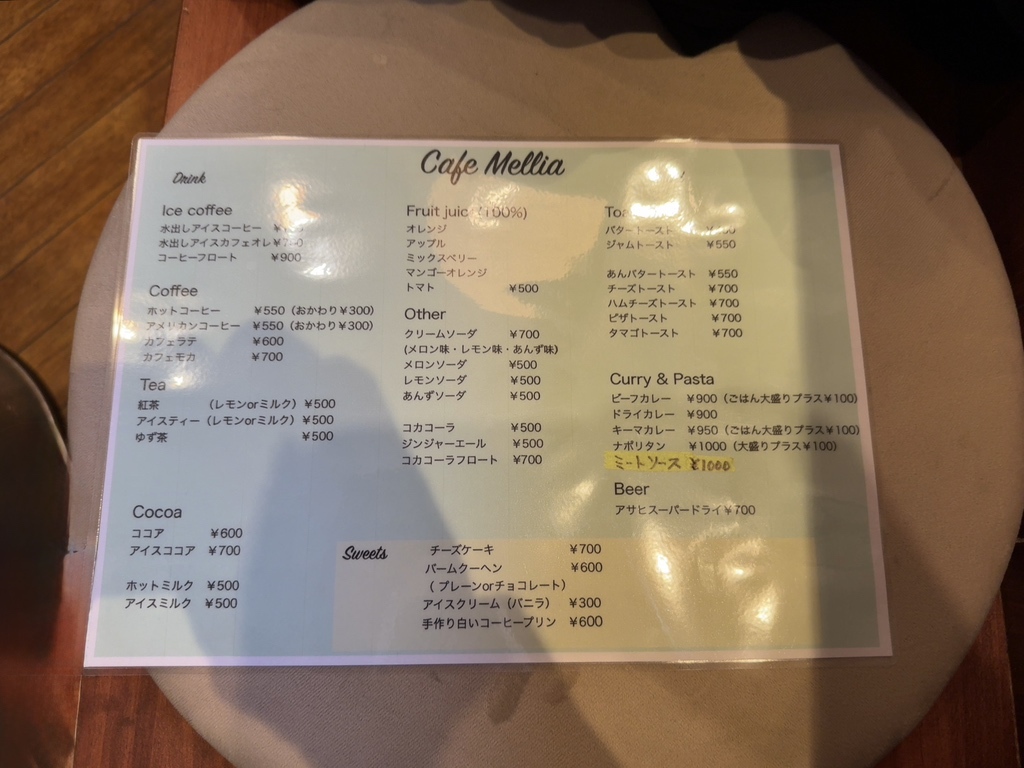 Cafe Mellia
Drink
Ice coffee
水出しアイスコーヒー
水出しアイスカフェオレ
コーヒーフロート ¥900
Coffee
ホットコーヒー ¥550（おかわり¥300）
アメリカンコーヒー ¥550（おかわり¥300）
カフェラテ ¥600
カフェモカ ¥700
Tea
紅茶 （レモンorミルク）¥500
アイスティー（レモンorミルク）¥500
ゆず茶 ¥500
Cocoa
ココア ¥600
アイスココア ¥700
ホットミルク ¥500
アイスミルク ¥500
Fruit juic (100%)
オレンジ
アップル
ミックスベリー
マンゴーオレンジ
トマト ¥500
Other
クリームソーダ ¥700
(メロン味・レモン味・あんず味)
メロンソーダ ¥500
レモンソーダ ¥500
あんずソーダ ¥500
コカコーラ ¥500
ジンジャーエール ¥500
コカコーラフロート ¥700
バタートースト
ジャムトースト ¥550
あんバタートースト ¥550
チーズトースト ¥700
ハムチーズトースト ¥700
ピザトースト ¥700
タマゴトースト ¥700
Curry & Pasta
ビーフカレー ¥900（ごはん大盛りプラス¥100）
ドライカレー ¥900
キーマカレー ¥950（ごはん大盛りプラス¥100）
ナポリタン ¥1000（大盛りプラス¥100）
ミートソース ¥1000
Beer
アサヒスーパードライ¥700
Sweets
チーズケーキ ¥700
バームクーヘン ¥600
（プレーンorチョコレート）
アイスクリーム（バニラ） ¥300
手作り白いコーヒープリン ¥600